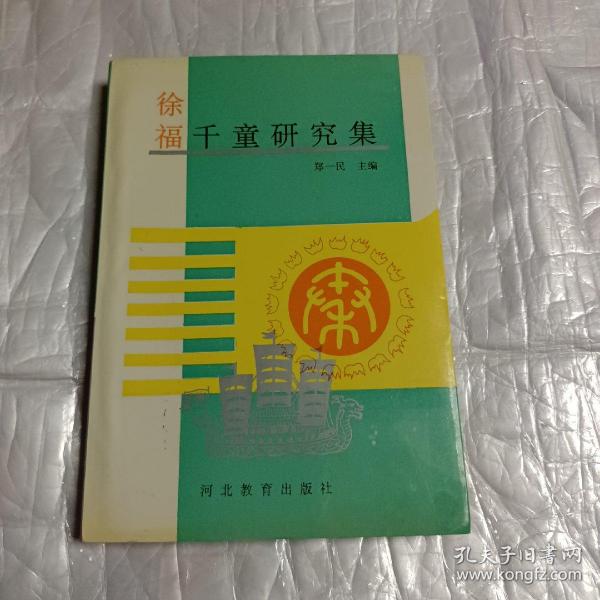 徐福千童研究集
郑一民 主编
秦
河北教育出版社
孔夫子旧书网
www.kongfz.com